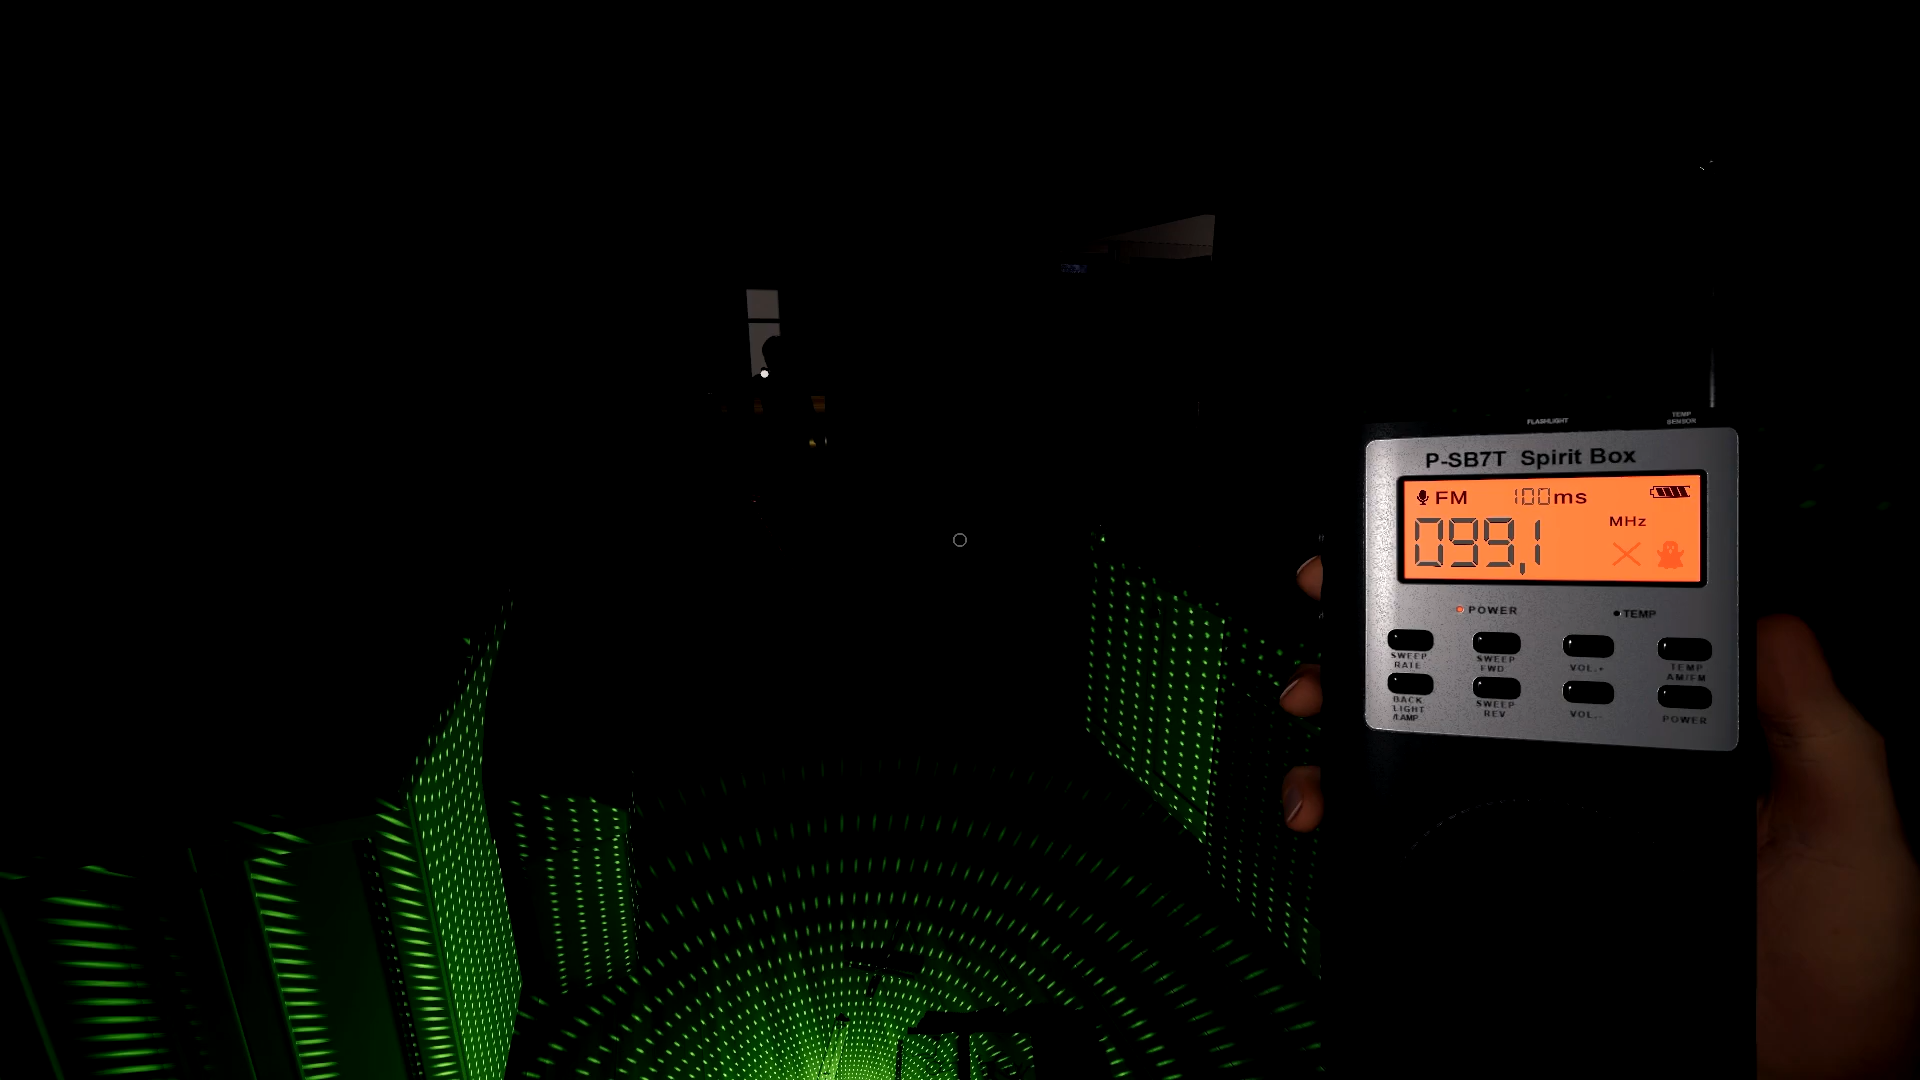 FLASHLIGHT
TEMP
SENSOR
P-SB7T Spirit Box
FM 100ms
099,1 MHz
POWER
TEMP
SWEEP
RATE
SWEEP
FWD
VOL.+
TEMP
AM/FM
BACK
LIGHT
/LAMP
SWEEP
REV
VOL.-
POWER